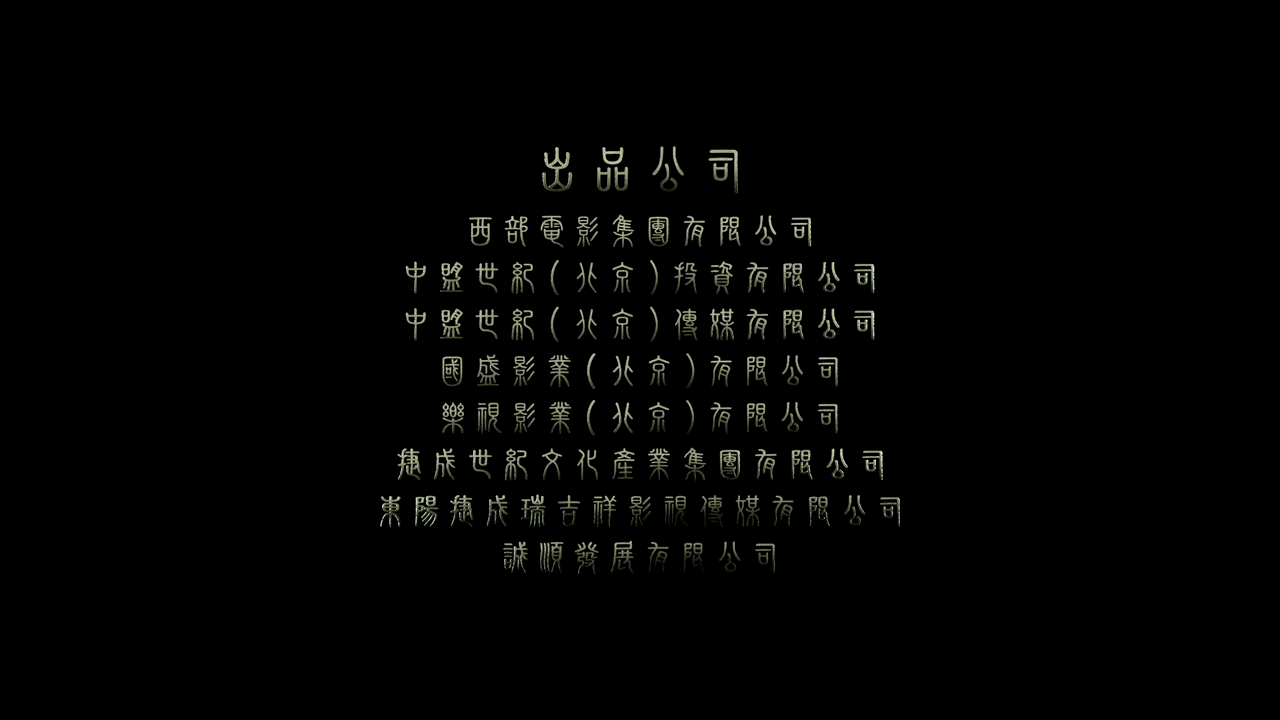 出品公司
西部電影集團有限公司
中盟世紀(北京)投資有限公司
中盟世紀(北京)傳媒有限公司
國盛影業(北京)有限公司
樂視影業(北京)有限公司
捷成世紀文化產業集團有限公司
東陽捷成瑞吉祥影視傳媒有限公司
誠順發展有限公司